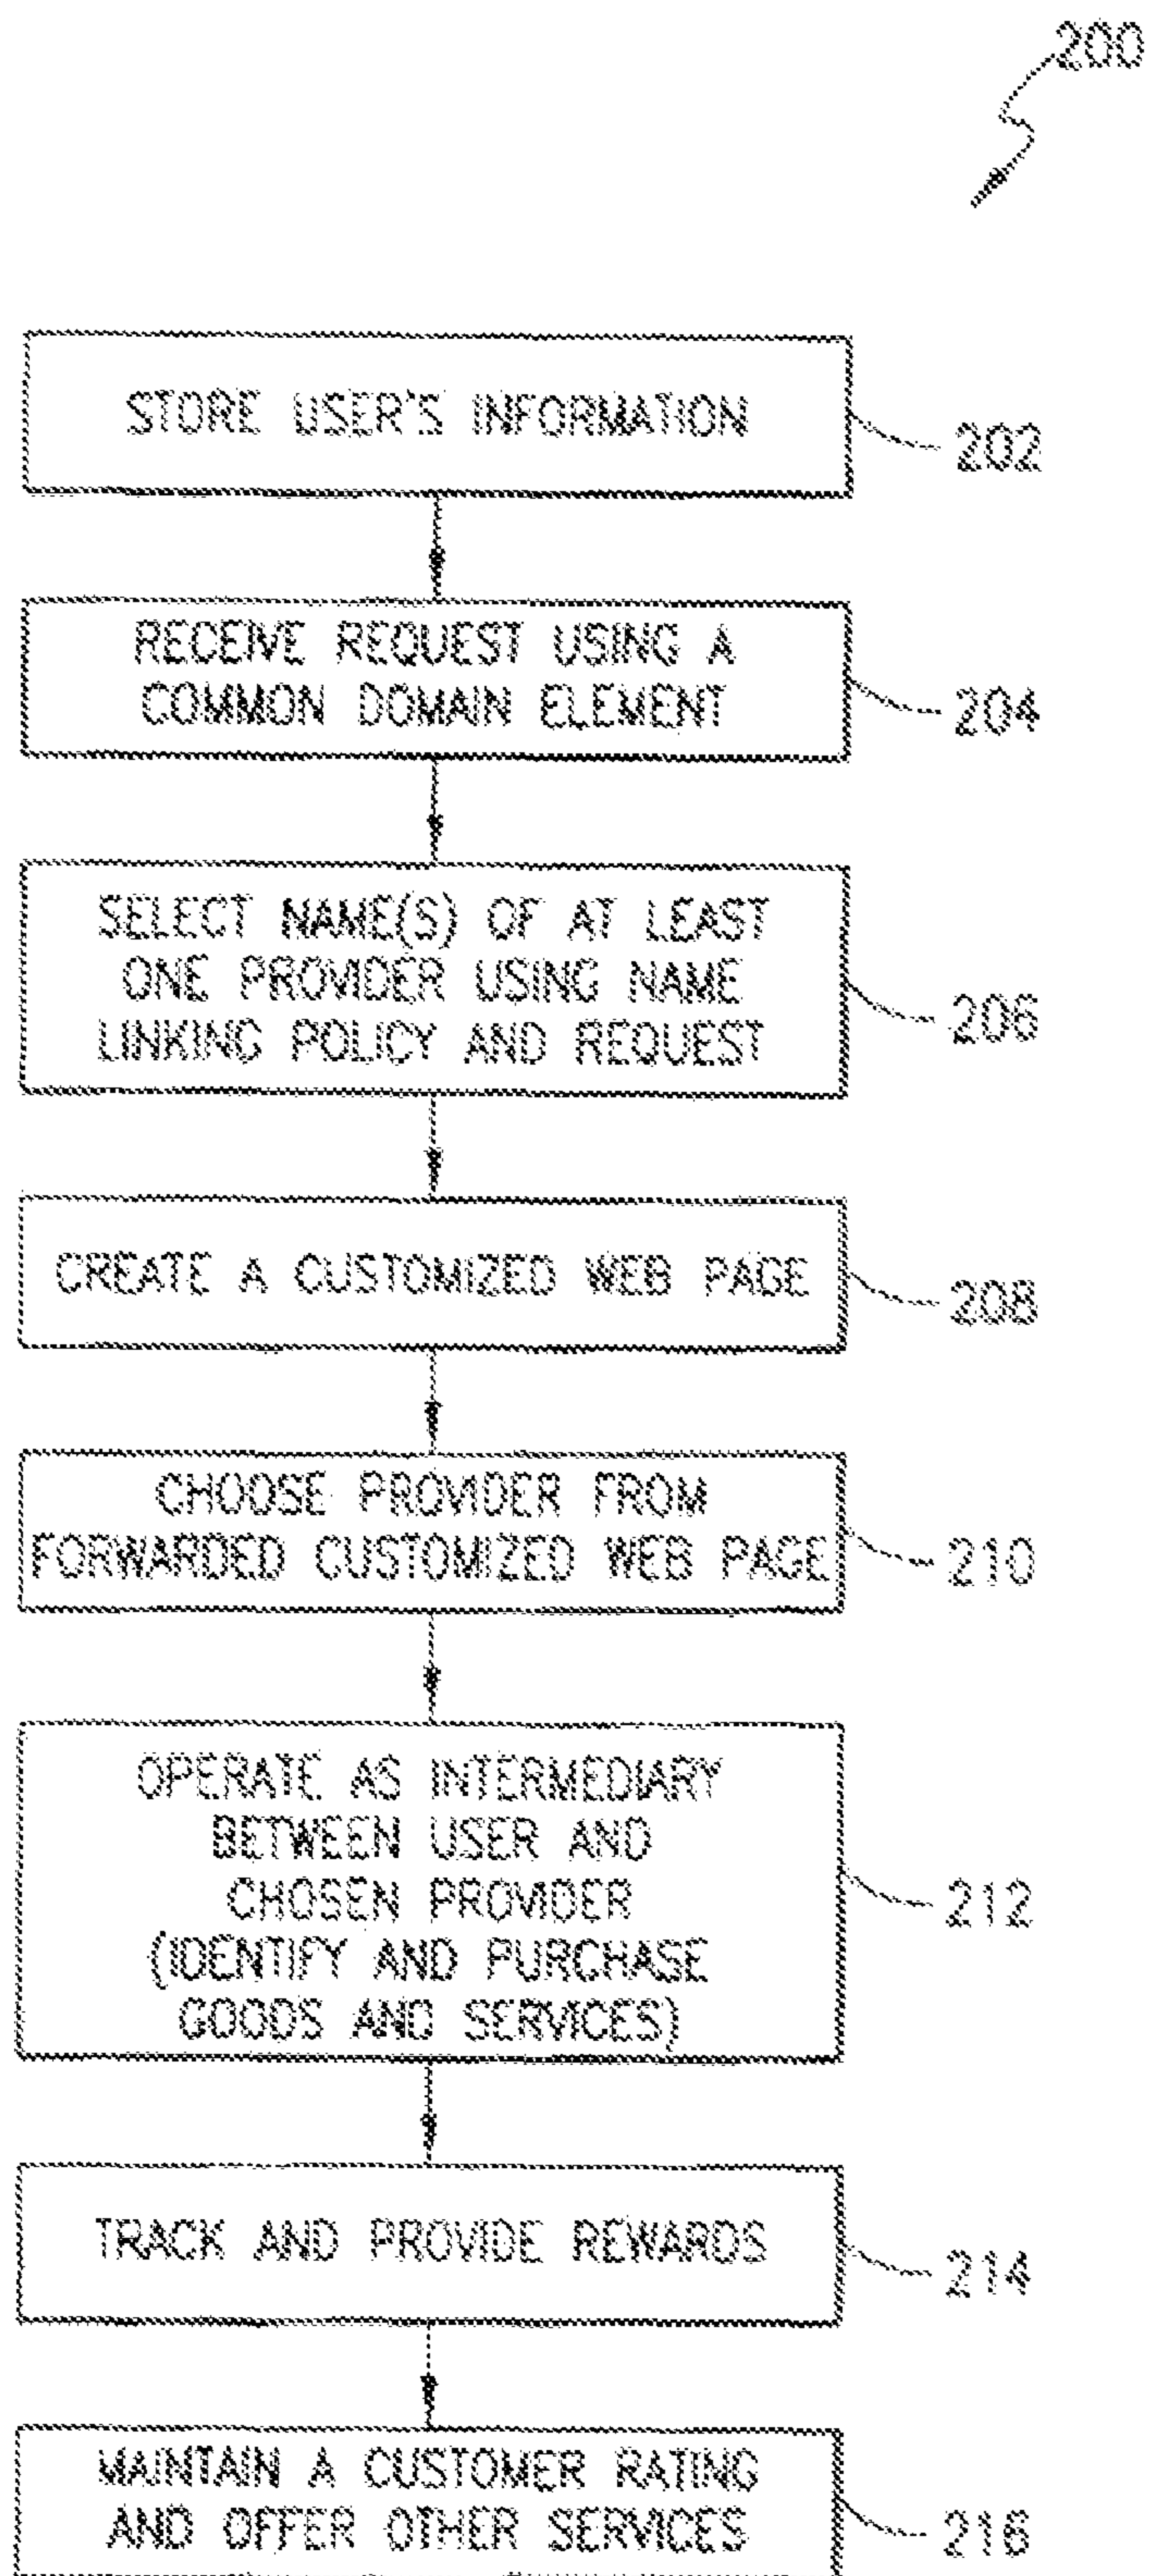 200
STORE USER'S INFORMATION
202
RECEIVE REQUEST USING A
COMMON DOMAIN ELEMENT
204
SELECT NAME(S) OF AT LEAST
ONE PROVIDER USING NAME
LINKING POLICY AND REQUEST
206
CREATE A CUSTOMIZED WEB PAGE
208
CHOOSE PROVIDER FROM
FORWARDED CUSTOMIZED WEB PAGE
210
OPERATE AS INTERMEDIARY
BETWEEN USER AND
CHOSEN PROVIDER
(IDENTIFY AND PURCHASE
GOODS AND SERVICES)
212
TRACK AND PROVIDE REWARDS
214
MAINTAIN A CUSTOMER RATING
AND OFFER OTHER SERVICES
216